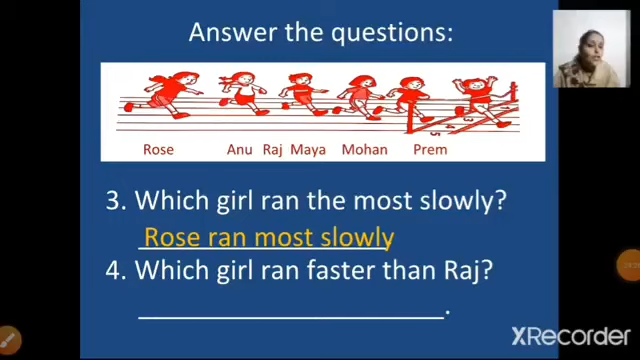 Answer the questions:
Rose Anu Raj Maya Mohan Prem
3. Which girl ran the most slowly?
Rose ran most slowly
4. Which girl ran faster than Raj?
____________________.
XRecorder